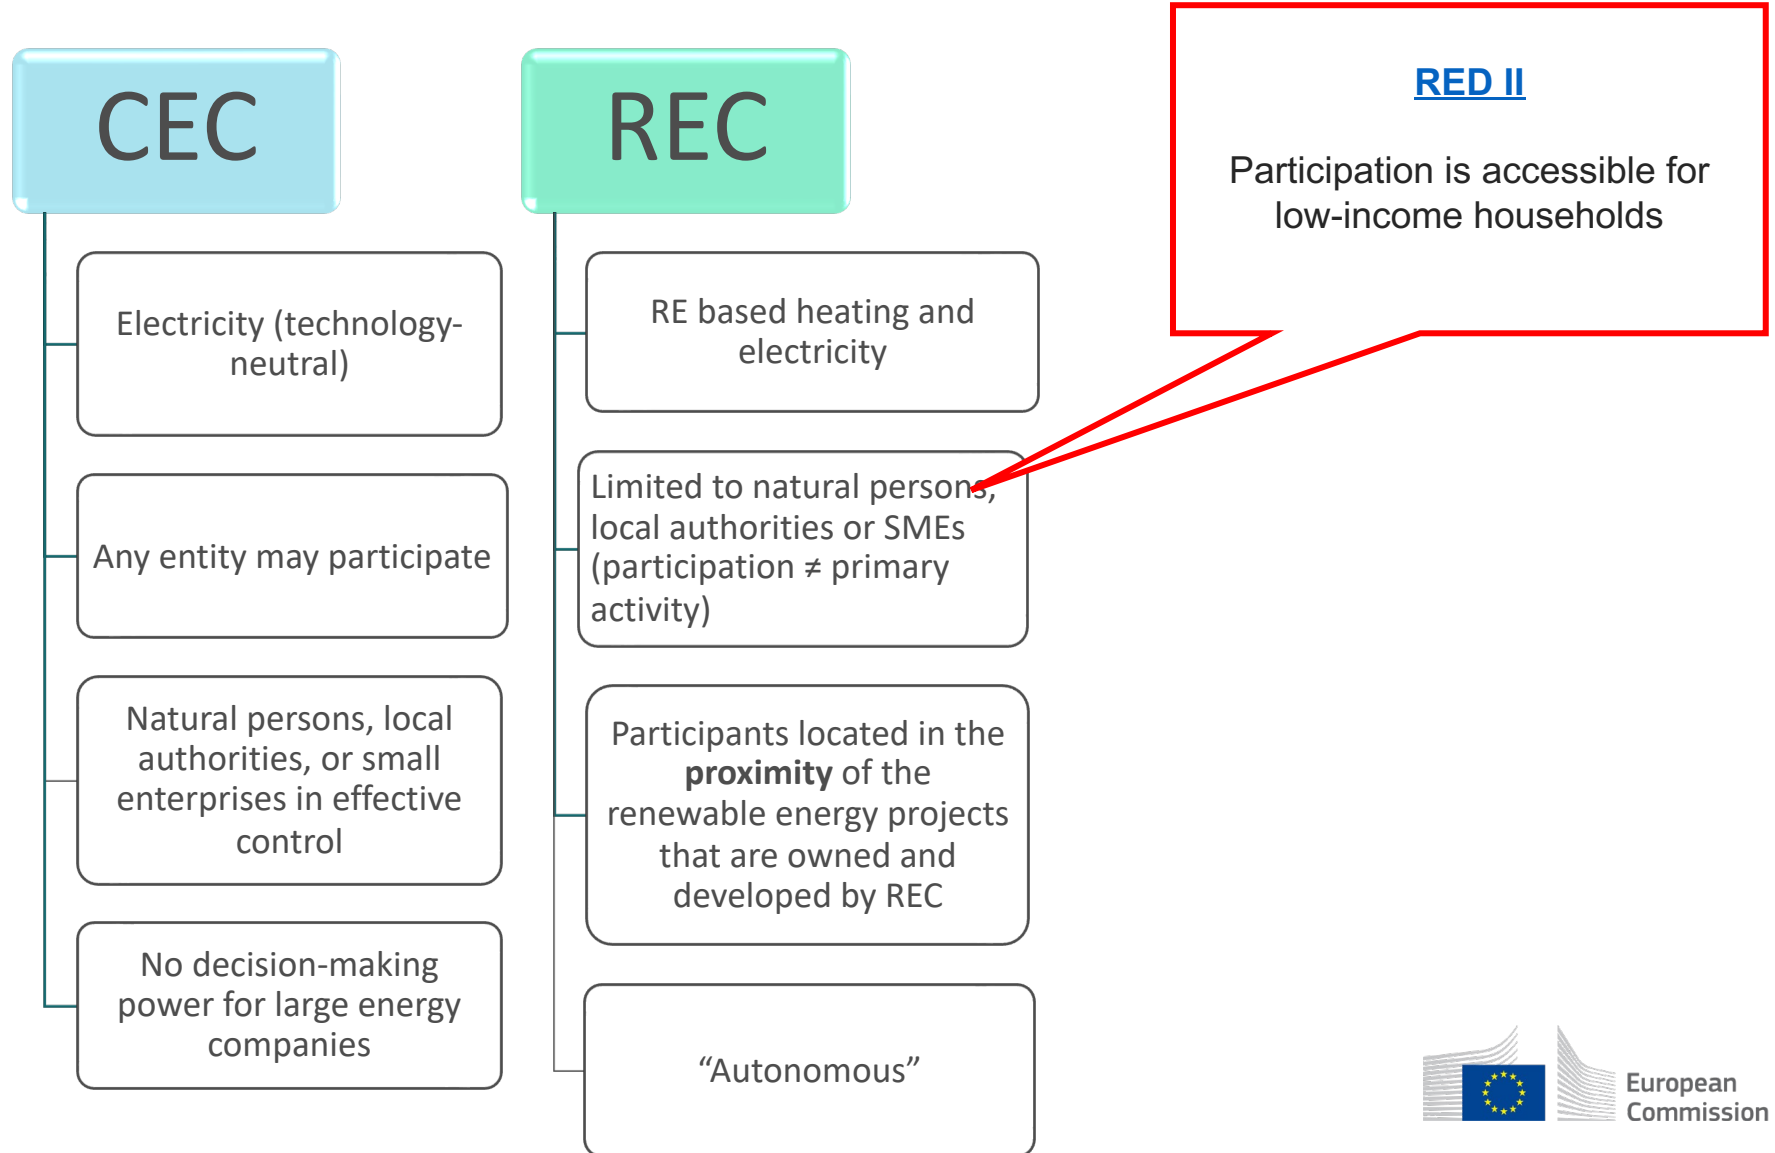 CEC
Electricity (technology-
neutral)
Any entity may participate
Natural persons, local
authorities, or small
enterprises in effective
control
No decision-making
power for large energy
companies
REC
RE based heating and
electricity
Limited to natural persons,
local authorities or SMEs
(participation ≠ primary
activity)
Participants located in the
proximity of the
renewable energy projects
that are owned and
developed by REC
“Autonomous”
RED II
Participation is accessible for
low-income households
European
Commission